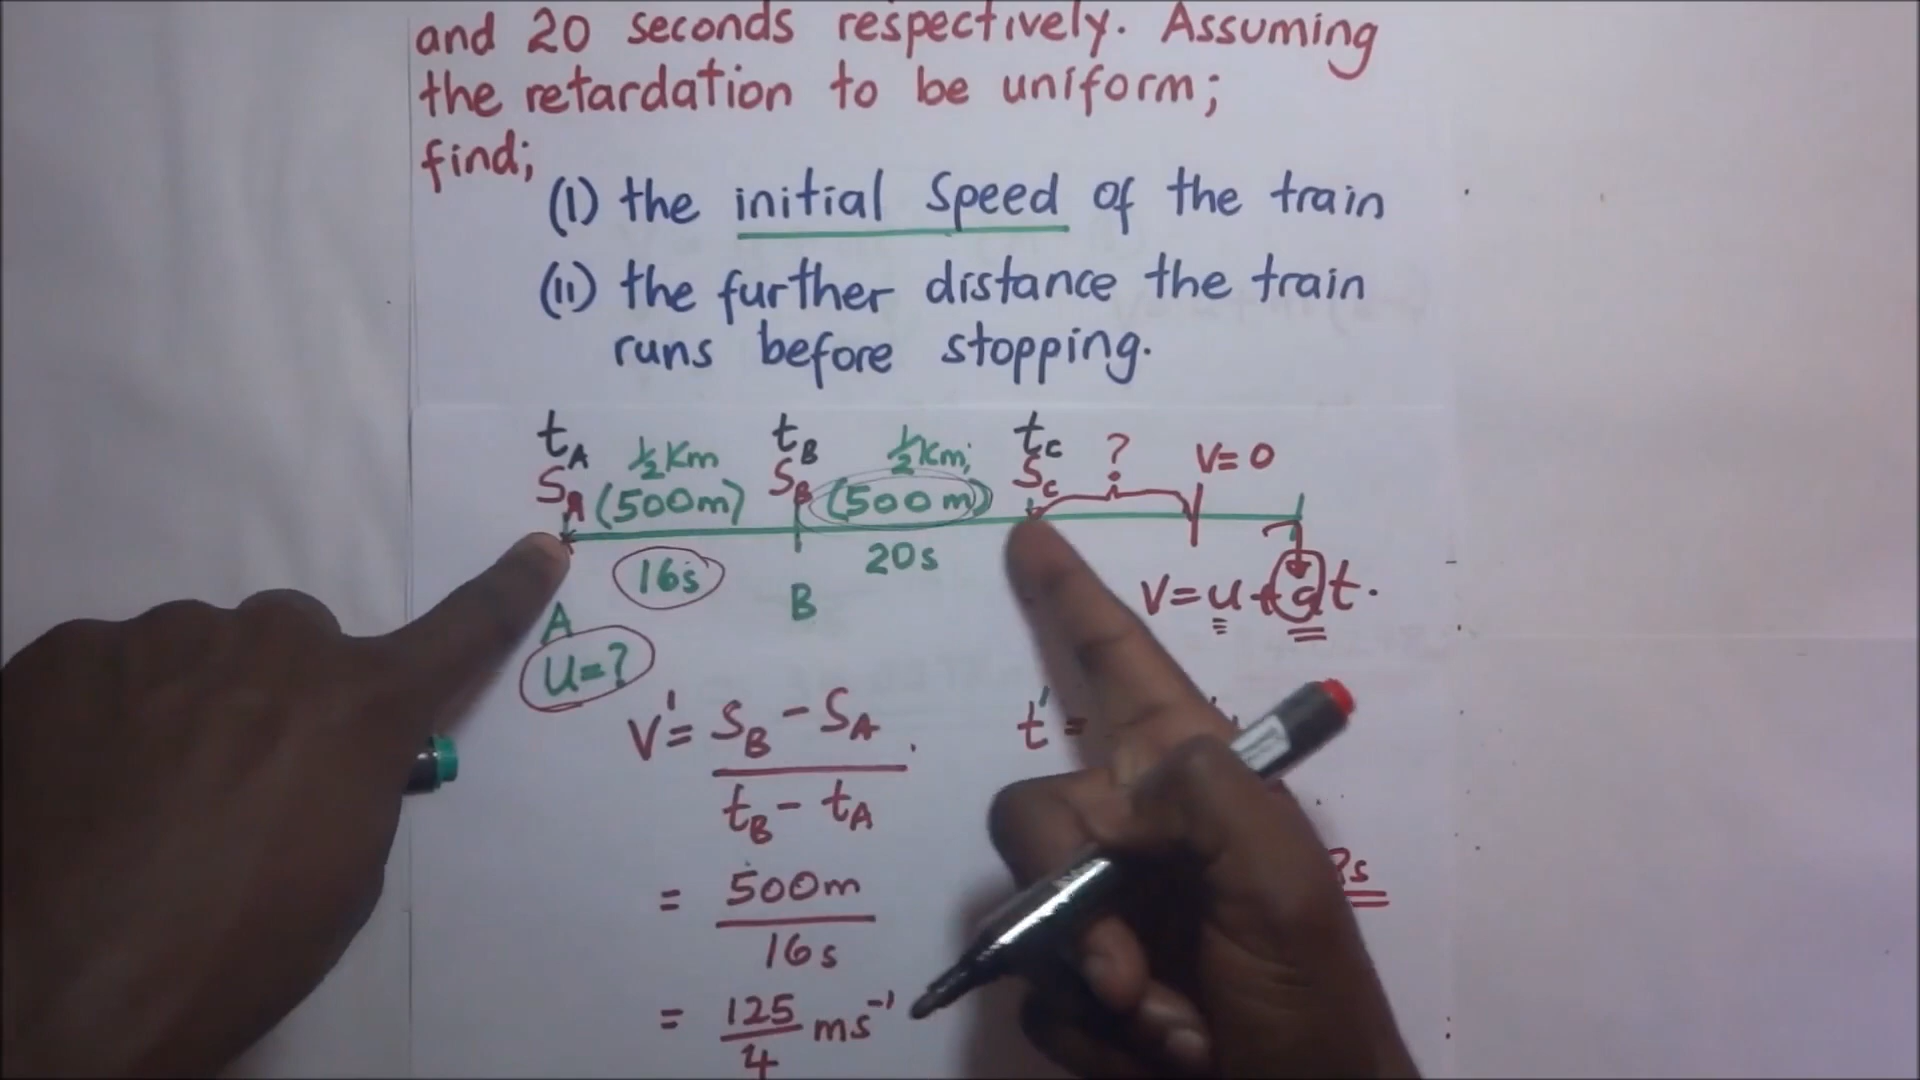 and 20 seconds respectively. Assuming
the retardation to be uniform;
find;
(I) the initial speed of the train
(II) the further distance the train
runs before stopping.
tA tB tC
½Km ½Km;
? V=0
SA (500m) SB (500m) SC
16s 20s
V=u+at.
A B
U=?
V'= SB - SA
tB - tA
t' =
= 500m
16s
= 125 ms⁻¹
4